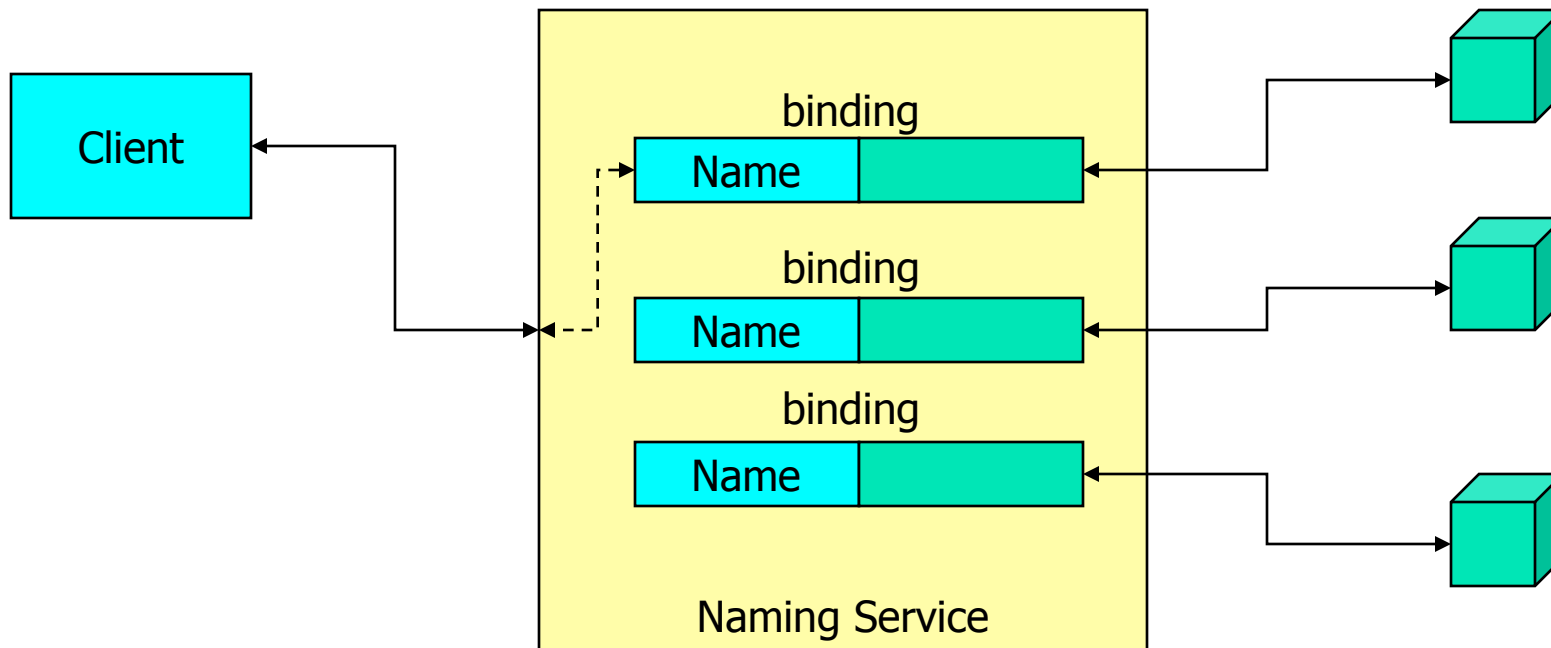 Client
binding
Name
binding
Name
binding
Name
Naming Service